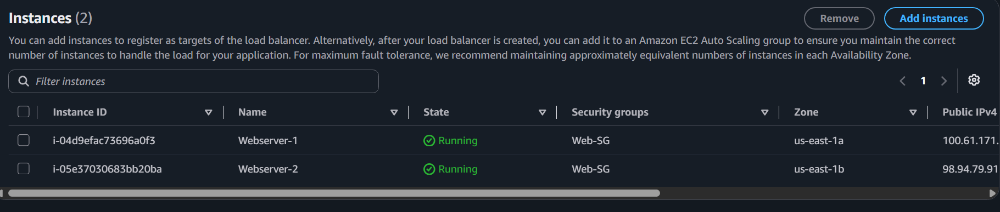 Instances (2)
Remove
Add instances
You can add instances to register as targets of the load balancer. Alternatively, after your load balancer is created, you can add it to an Amazon EC2 Auto Scaling group to ensure you maintain the correct
number of instances to handle the load for your application. For maximum fault tolerance, we recommend maintaining approximately equivalent numbers of instances in each Availability Zone.
Filter instances
1
Instance ID Name State Security groups Zone Public IPv4
i-04d9efac73696a0f3 Webserver-1 Running Web-SG us-east-1a 100.61.171.
i-05e37030683bb20ba Webserver-2 Running Web-SG us-east-1b 98.94.79.91